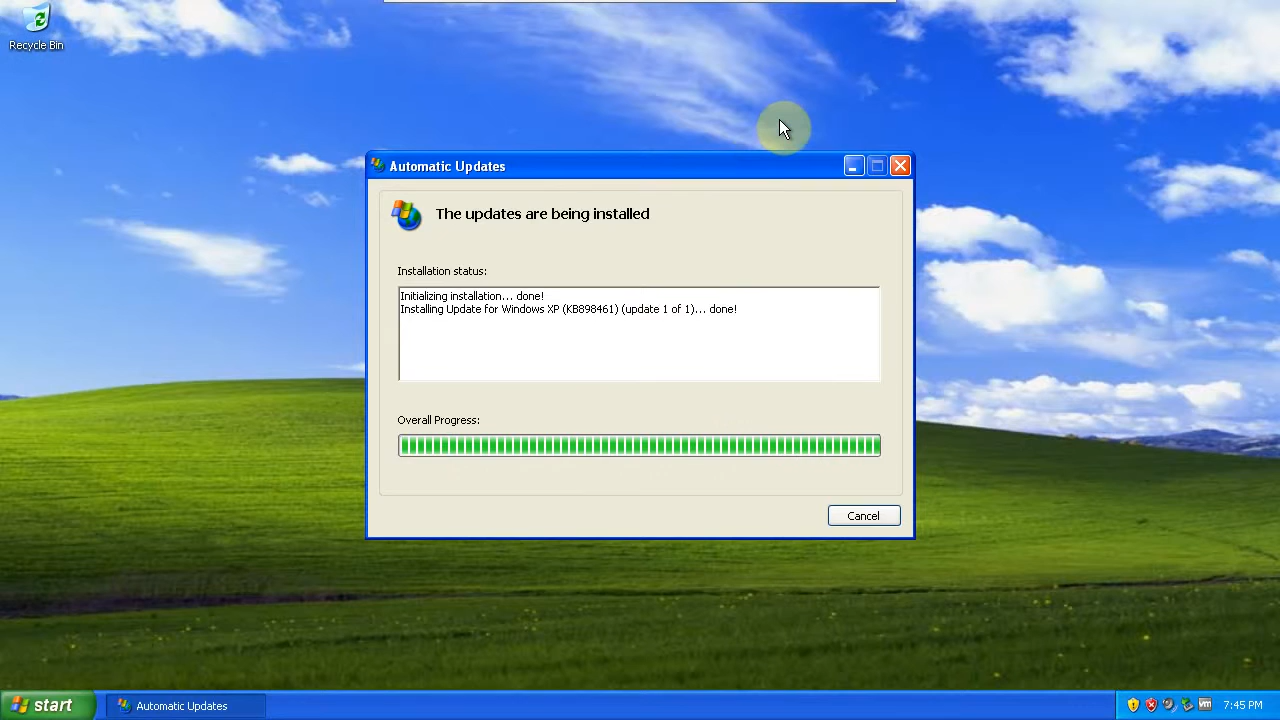 Recycle Bin
Automatic Updates
The updates are being installed
Installation status:
Initializing installation... done!
Installing Update for Windows XP (KB898461) (update 1 of 1)... done!
Overall Progress:
Cancel
start
Automatic Updates
vm
7:45 PM